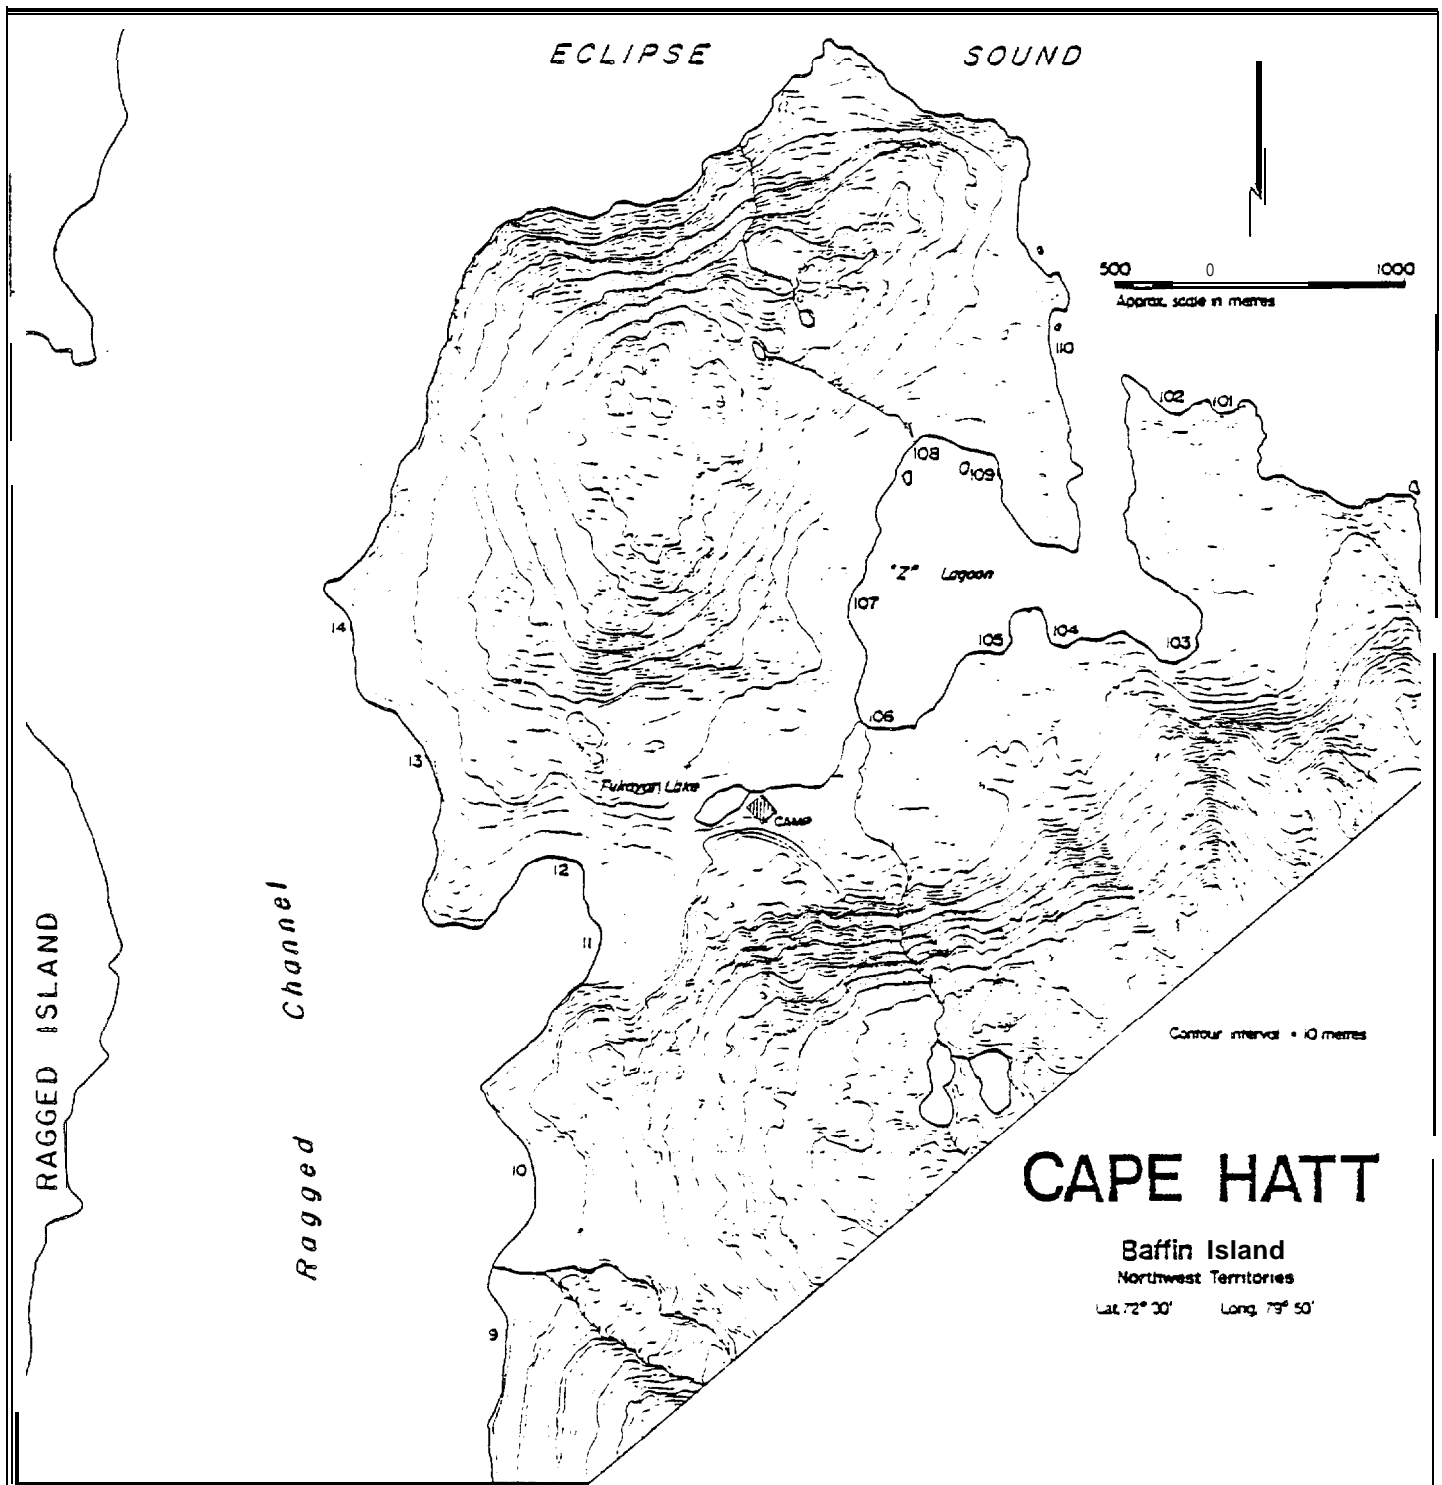 ECLIPSE SOUND
500 0 1000
Approx. scale in metres
110
102 101
108
109
"Z" Lagoon
107
14
105 104 103
106
13
Lake
CAMP
12
11
RAGGED ISLAND
Ragged Channel
Contour interval = 10 metres
10
CAPE HATT
Baffin Island
Northwest Territories
Lat. 72° Long. 79° 50'
9